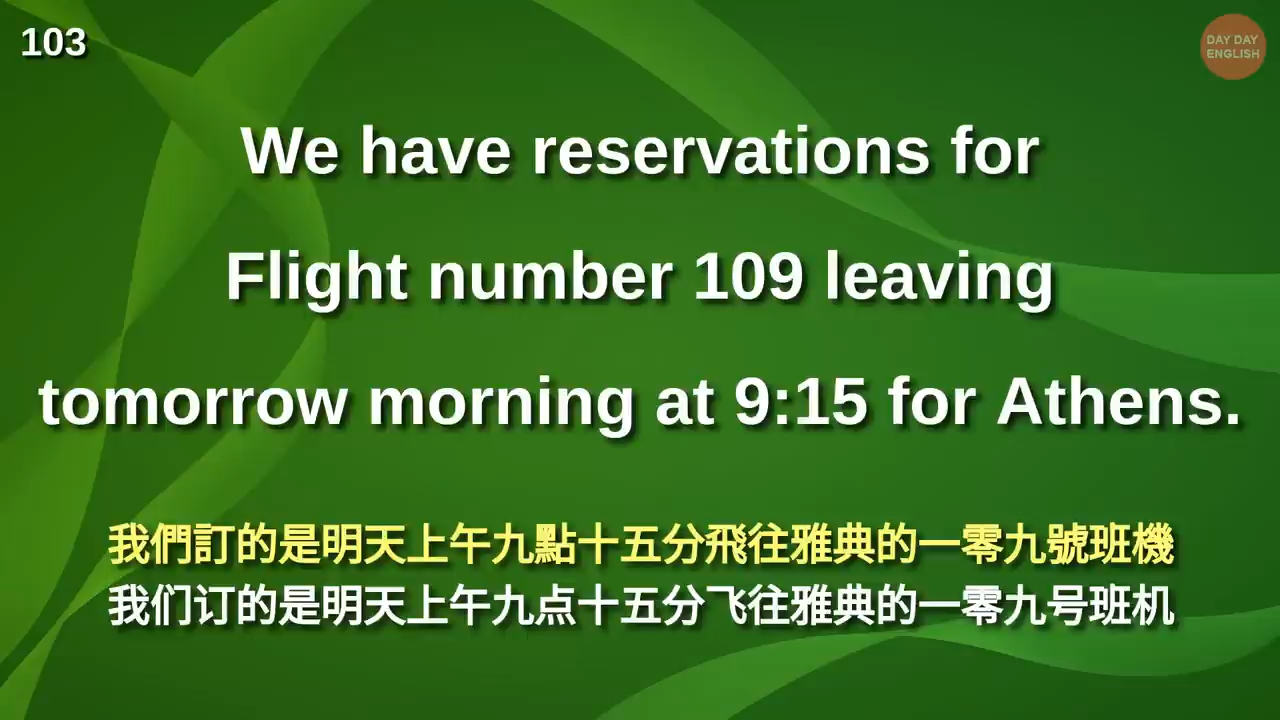 103
DAY DAY
ENGLISH
We have reservations for
Flight number 109 leaving
tomorrow morning at 9:15 for Athens.
我們訂的是明天上午九點十五分飛往雅典的一零九號班機
我们订的是明天上午九点十五分飞往雅典的一零九号班机